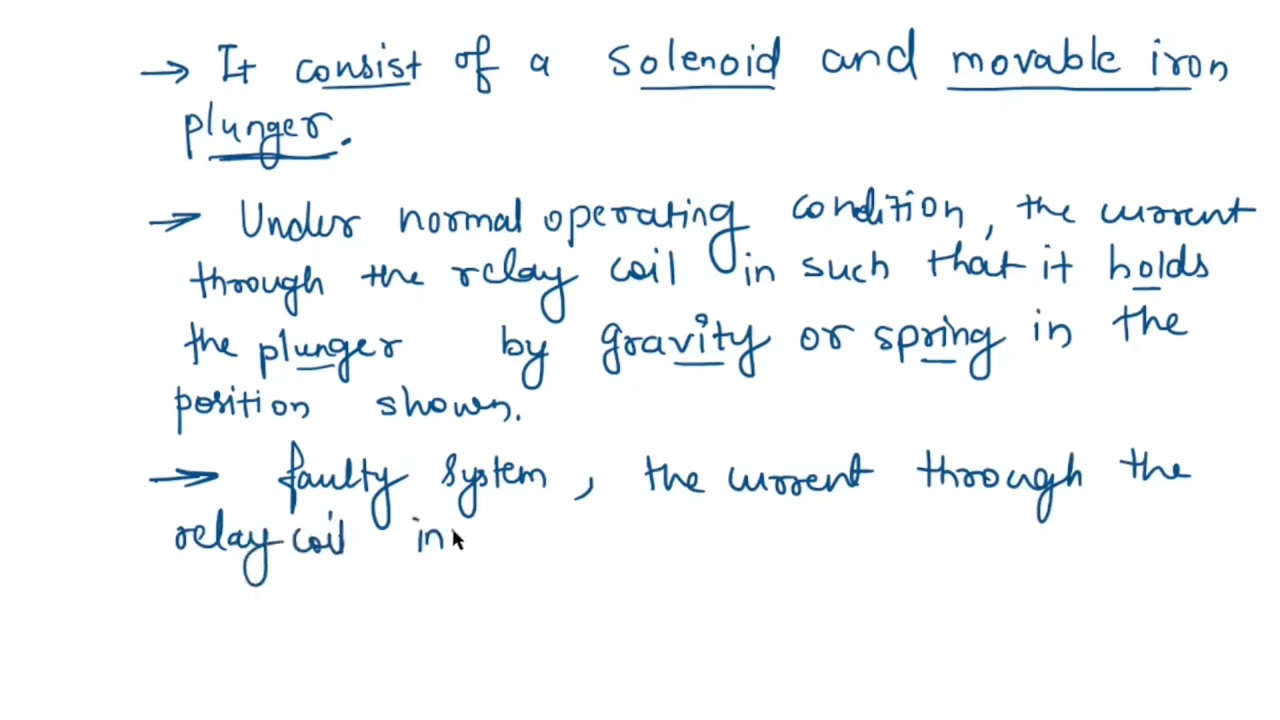 → It consist of a solenoid and movable iron
plunger.
→ Under normal operating condition, the current
through the relay coil in such that it holds
the plunger by gravity or spring in the
position shown.
→ faulty system, the current through the
relay coil in